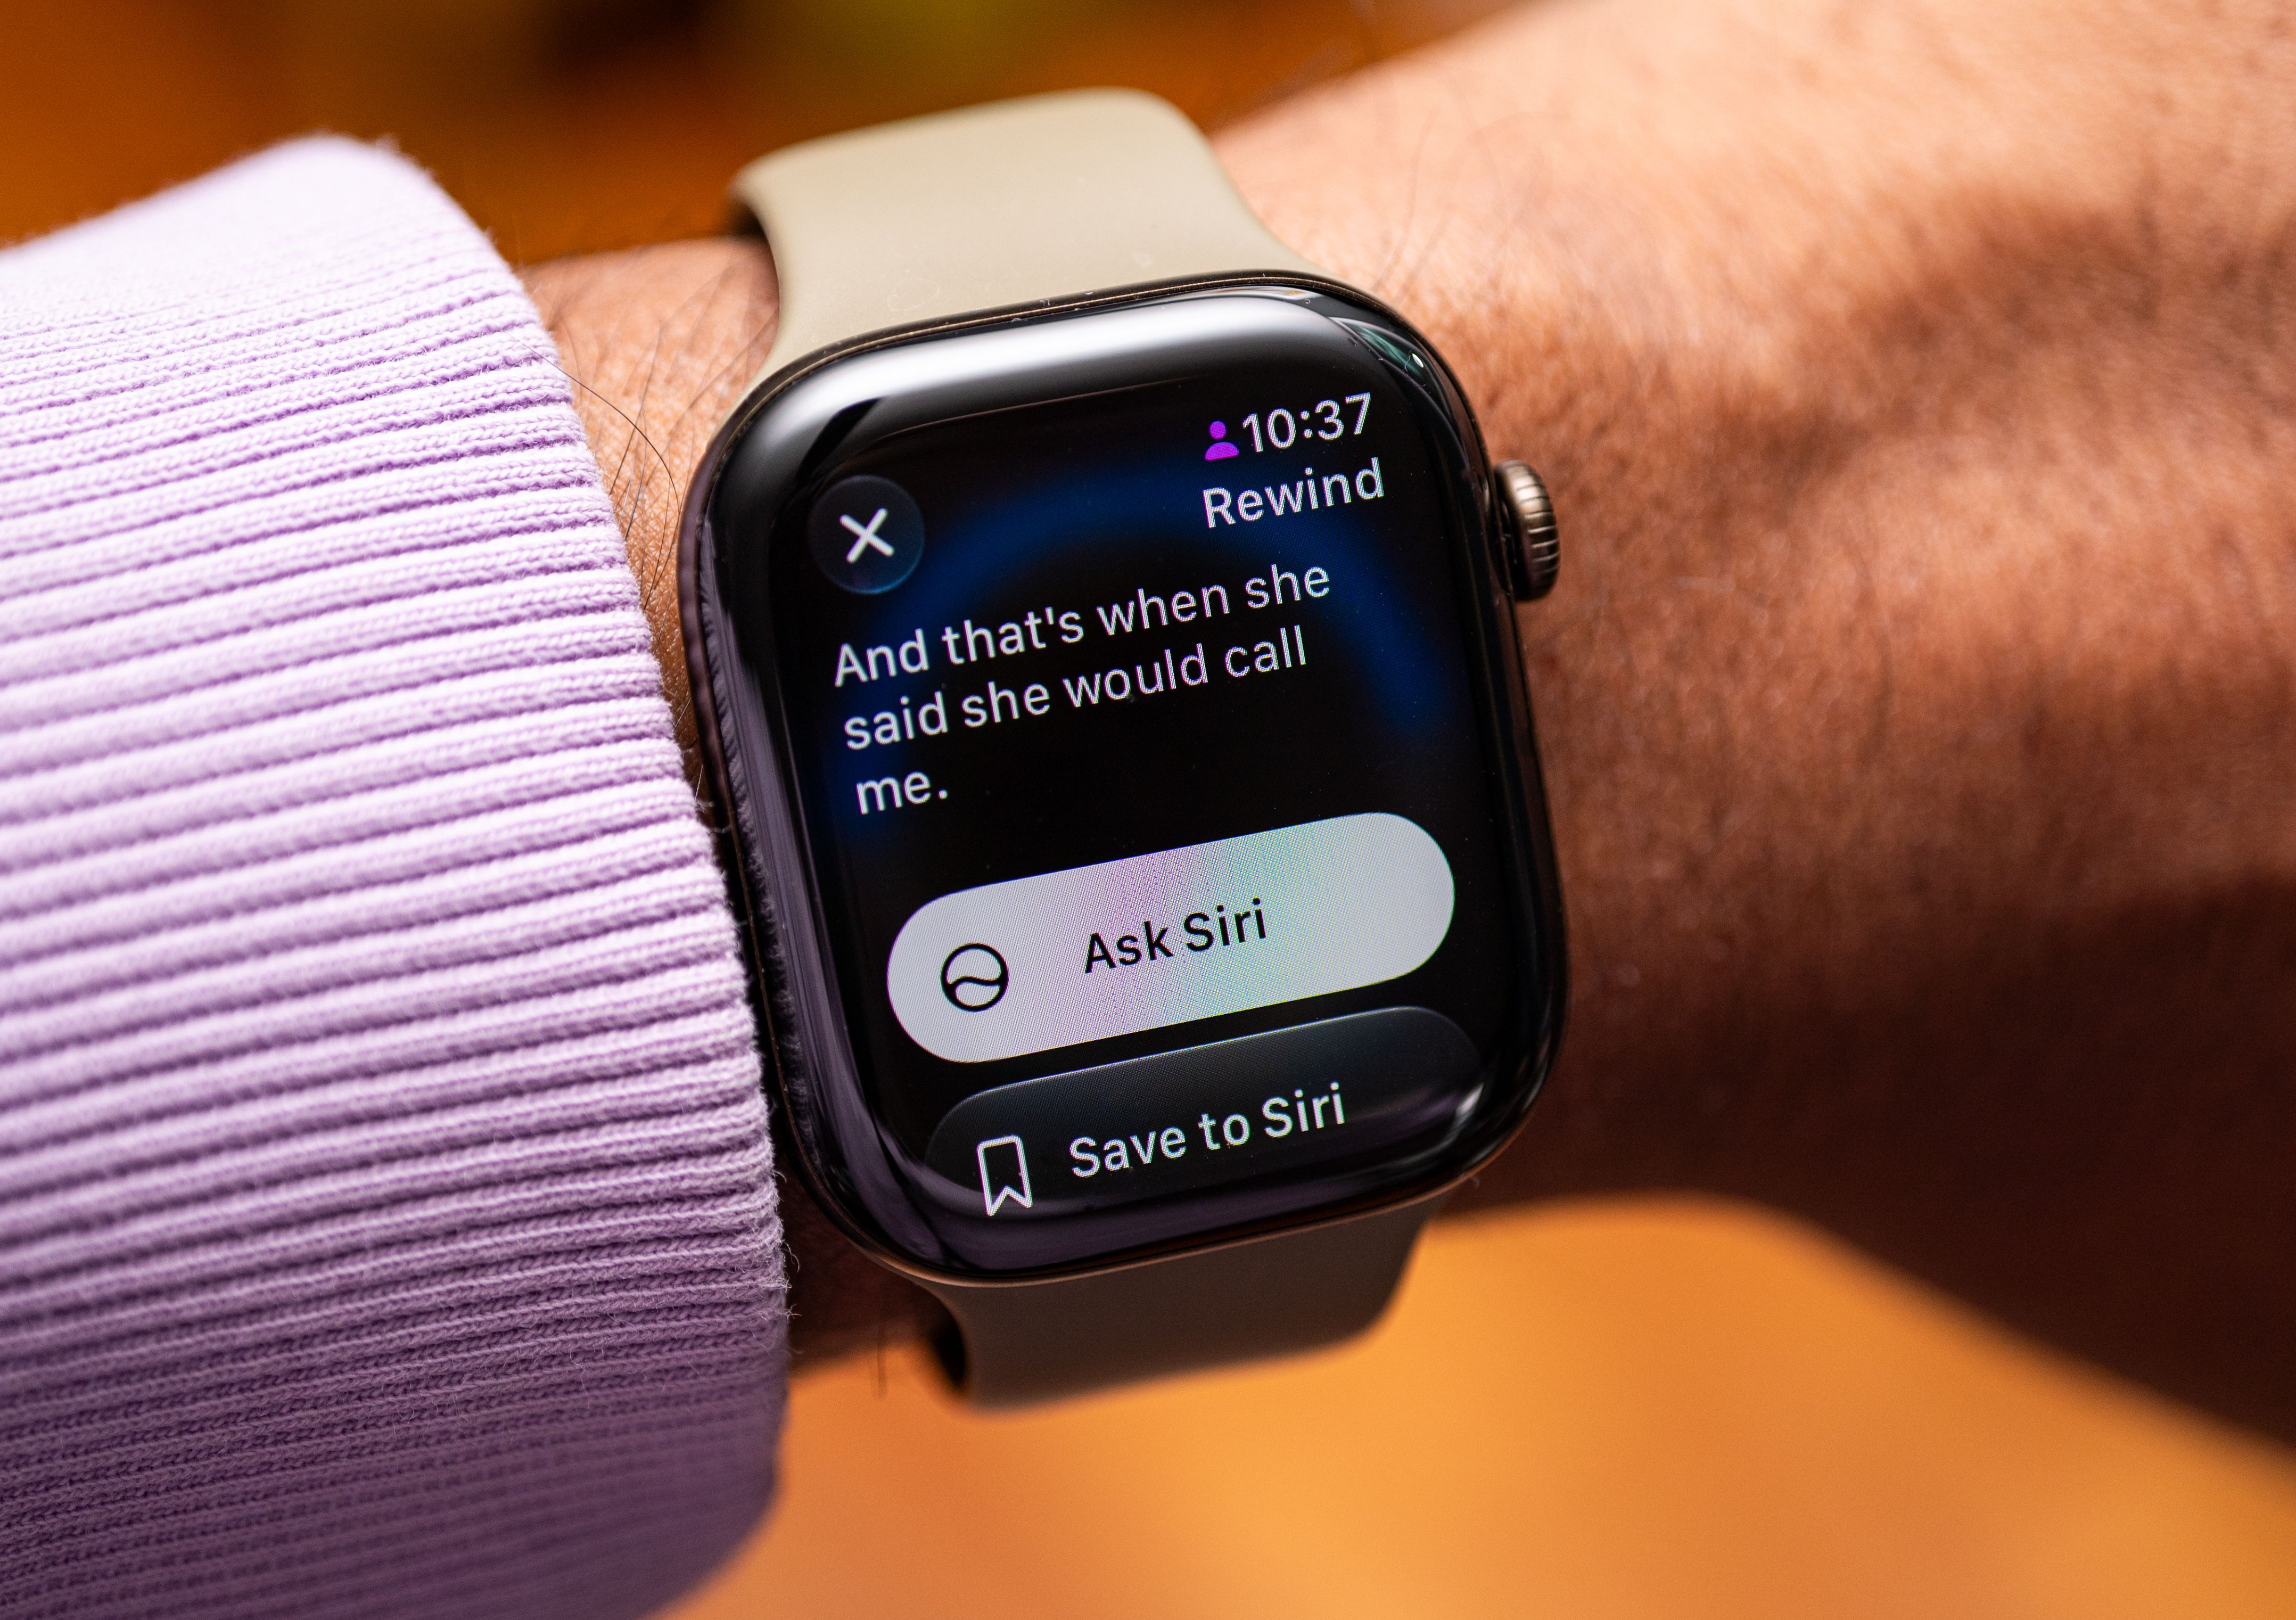 10:37
Rewind
And that's when she
said she would call
me.
Ask Siri
Save to Siri